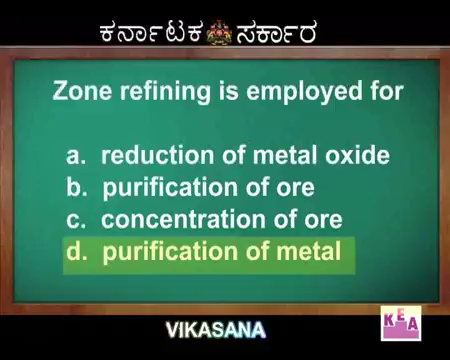 ಕರ್ನಾಟಕ ಸರ್ಕಾರ
Zone refining is employed for
a. reduction of metal oxide
b. purification of ore
c. concentration of ore
d. purification of metal
KEA
VIKASANA